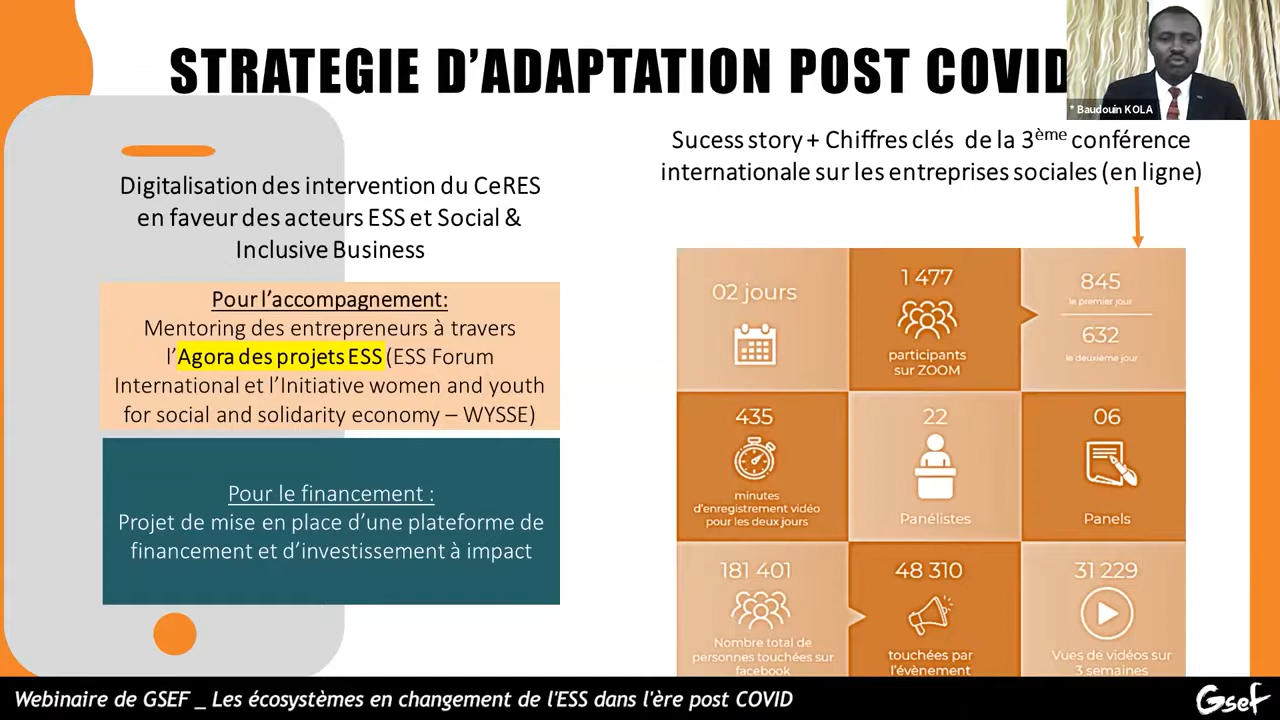 STRATEGIE D'ADAPTATION POST COVID
* Baudouin KOLA
Digitalisation des intervention du CeRES
en faveur des acteurs ESS et Social &
Inclusive Business
Pour l'accompagnement:
Mentoring des entrepreneurs à travers
l'Agora des projets ESS (ESS Forum
International et l'Initiative women and youth
for social and solidarity economy – WYSSE)
Pour le financement :
Projet de mise en place d'une plateforme de
financement et d'investissement à impact
Sucess story + Chiffres clés de la 3ème conférence
internationale sur les entreprises sociales (en ligne)
02 jours
1 477
participants
sur ZOOM
845
le premier jour
632
le deuxième jour
435
minutes
d'enregistrement vidéo
pour les deux jours
22
Panélistes
06
Panels
181 401
Nombre total de
personnes touchées sur
facebook
48 310
touchées par
l'évènement
31 229
Vues de vidéos sur
3 semaines
Webinaire de GSEF _ Les écosystèmes en changement de l'ESS dans l'ère post COVID
Gsef